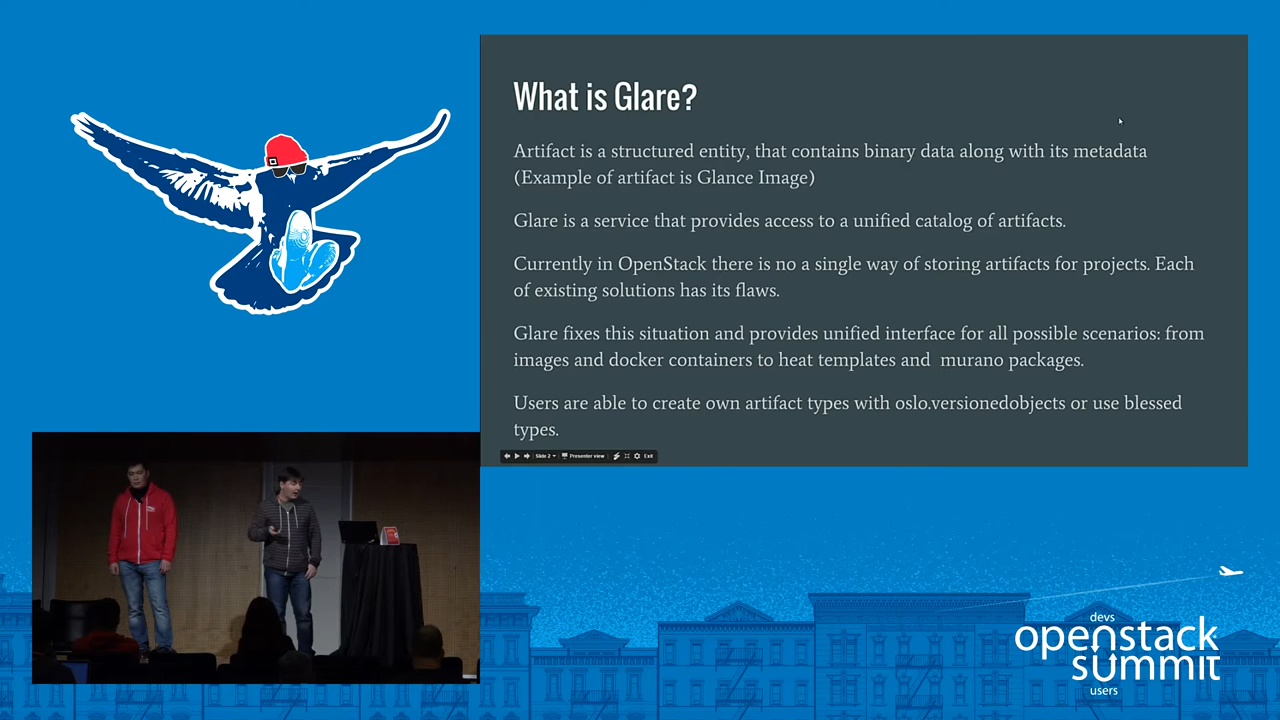 What is Glare?
Artifact is a structured entity, that contains binary data along with its metadata
(Example of artifact is Glance Image)
Glare is a service that provides access to a unified catalog of artifacts.
Currently in OpenStack there is no a single way of storing artifacts for projects. Each
of existing solutions has its flaws.
Glare fixes this situation and provides unified interface for all possible scenarios: from
images and docker containers to heat templates and murano packages.
Users are able to create own artifact types with oslo.versionedobjects or use blessed
types.
Slide 2
Presenter view
Exit
devs
openstack
summit
users